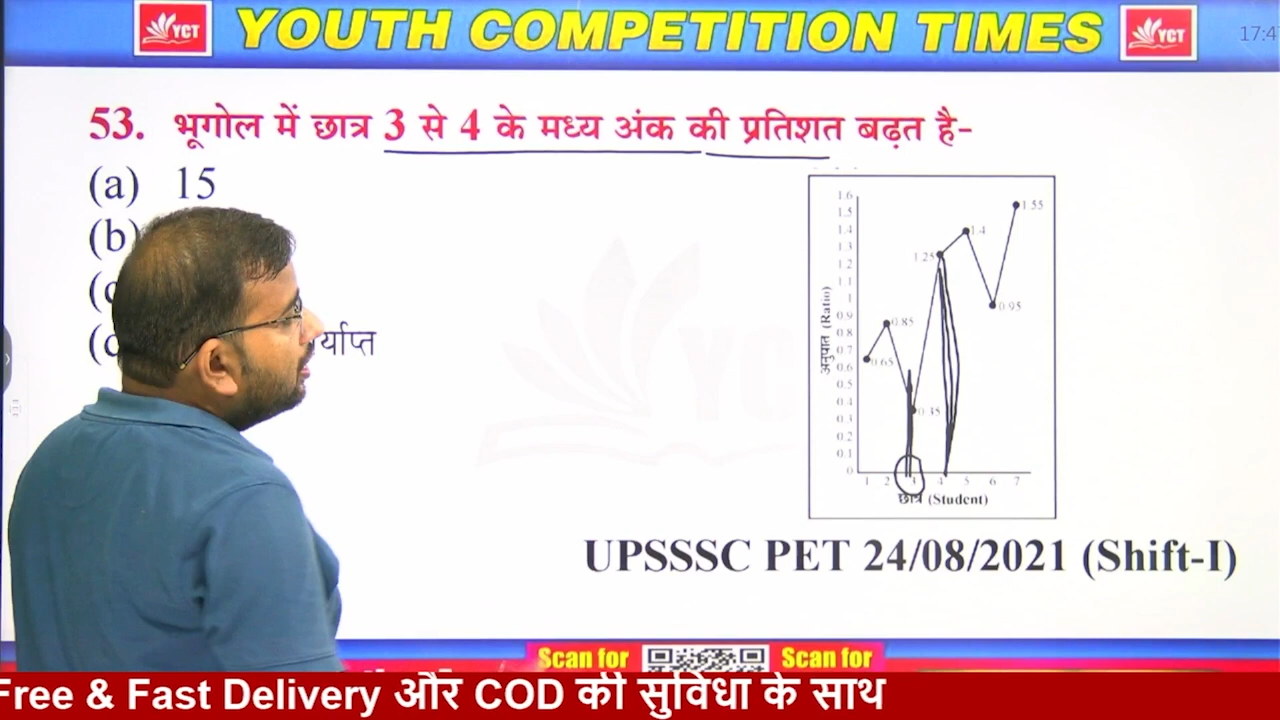 YCT YOUTH COMPETITION TIMES YCT
53. भूगोल में छात्र 3 से 4 के मध्य अंक की प्रतिशत बढ़त है-
(a) 15
(b)
1.6
1.5
1.4
1.3
1.2
1.1
1
0.9
0.8
0.7
0.6
0.5
0.4
0.3
0.2
0.1
0
अनुपात (Ratio)
0.65
0.85
0.35
1.25
1.4
0.95
1.55
1 2 3 4 5 6 7
छात्र (Student)
YCT
UPSSSC PET 24/08/2021 (Shift-I)
Scan for Scan for
Free & Fast Delivery और COD की सुविधा के साथ